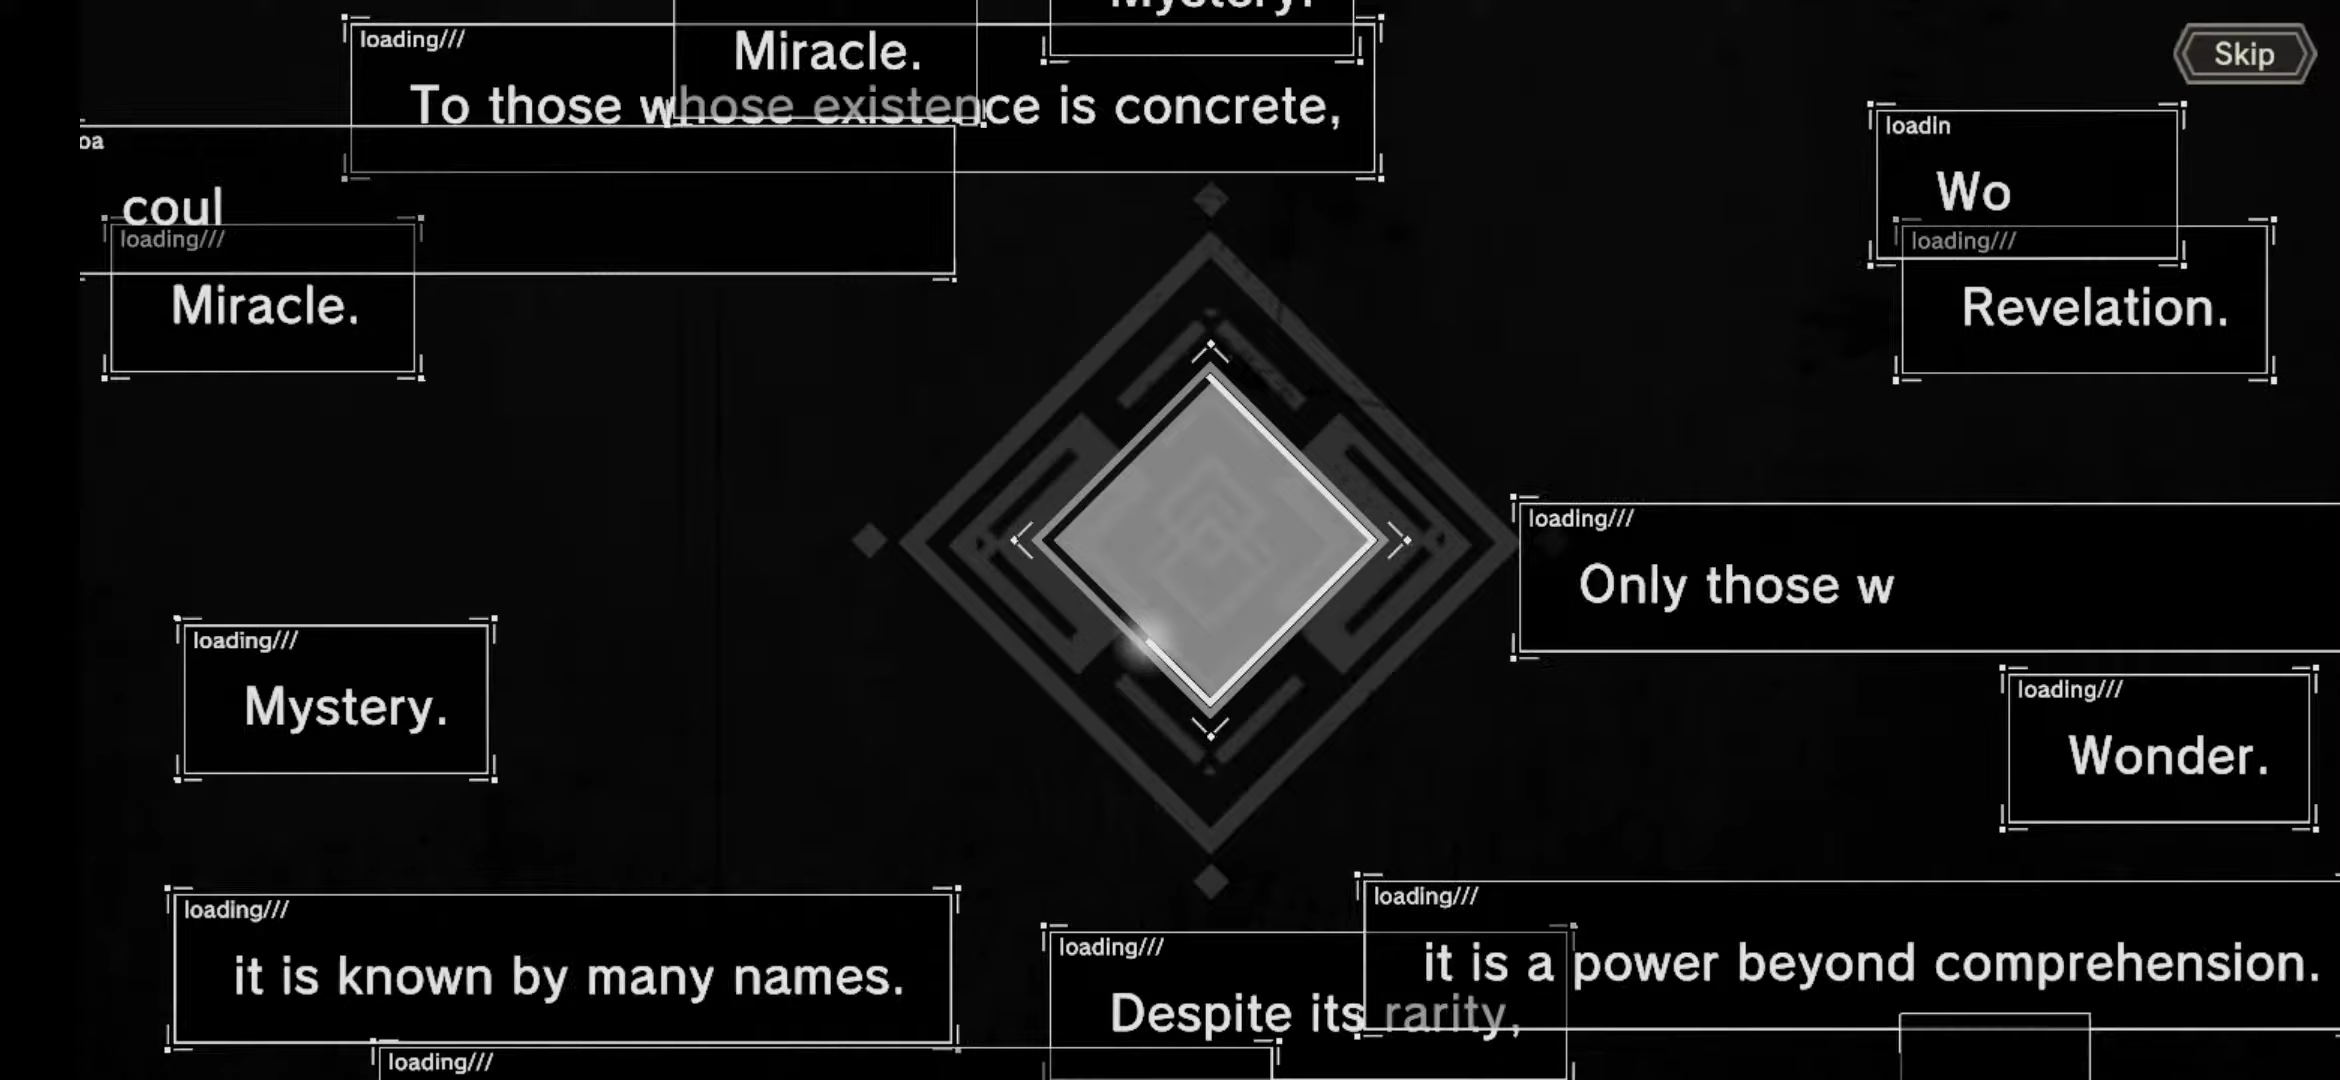 Mystery.
loading///
Miracle.
Skip
To those whose existence is concrete,
loadin
oa
Wo
coul
loading///
loading///
Miracle.
Revelation.
loading///
Only those w
loading///
loading///
Mystery.
Wonder.
loading///
loading///
loading///
it is a power beyond comprehension.
it is known by many names.
Despite its rarity,
loading///